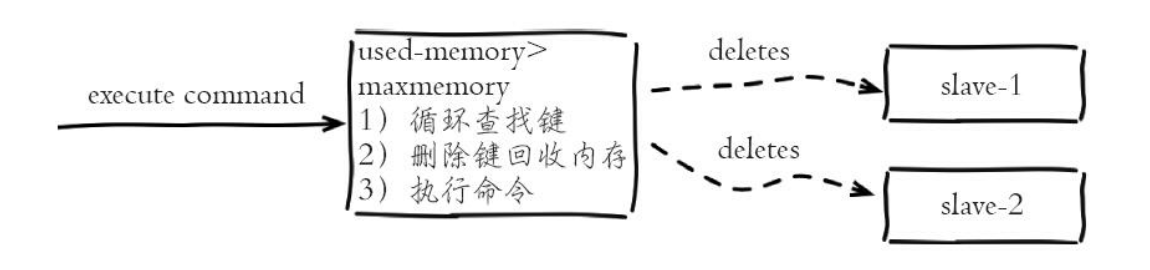 execute command
used-memory>
maxmemory
1）循环查找键
2）删除键回收内存
3）执行命令
deletes
slave-1
deletes
slave-2